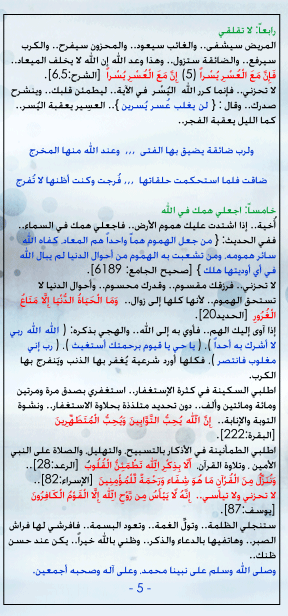 رابعاً: لا تقلقي
المريض سيشفى.. والغائب سيعود.. والمحزون سيفرح.. والكرب
سيرفع.. والضائقة ستزول.. وهذا وعد الله إن الله لا يخلف الميعاد..
فَإِنَّ مَعَ الْعُسْرِ يُسْراً (5) إِنَّ مَعَ الْعُسْرِ يُسْراً [الشرح:6،5].
لا تحزني.. فإنما كرر الله اليُسْر في الآية.. ليطمئن قلبك.. وينشرح
صدرك.. وقال : { لن يغلب عُسر يُسرين }.. العسير يعقبه اليُسر..
كما الليل يعقبه الفجر..
ولرب ضائقة يضيق بها الفتى ,,, وعند الله منها المخرج
ضاقت فلما استحكمت حلقاتها ,,, فُرجت وكنت أظنها لا تُفرج
خامساً: اجعلي همك في الله
أخية.. إذا اشتدت عليك هموم الأرض.. فاجعلي همك في السماء..
ففي الحديث: { من جعل الهموم هماً واحداً هم المعاد كفاه الله
سائر همومه، ومن تشعبت به الهموم من أحوال الدنيا لم يبال الله
في أي أوديتها هلك } [صحيح الجامع: 6189].
لا تحزني.. فرزقك مقسوم.. وقدرك محسوم.. وأحوال الدنيا لا
تستحق الهموم.. لأنها كلها إلى زوال.. وَمَا الْحَيَاةُ الدُّنْيَا إِلَّا مَتَاعُ
الْغُرُورِ [الحديد20].
إذا آوى إليك الهم.. فأوي به إلى الله.. والهجي بذكره: ( الله الله ربي
لا أشرك به أحداً )، ( يا حي يا قيوم برحمتك أستغيث )، ( رب إني
مغلوب فانتصر )، فكلها أورد شرعية يُغفر بها الذنب ويَنفرج بها
الكرب.
اطلبي السكينة في كثرة الإستغفار.. استغفري بصدق مرة ومرتين
ومائة ومائتين وألف.. دون تحديد متلذذة بحلاوة الاستغفار.. ونشوة
التوبة والإنابة.. إِنَّ اللّهَ يُحِبُّ التَّوَّابِينَ وَيُحِبُّ الْمُتَطَهِّرِينَ
[البقرة:222].
اطلبي الطمأنينة في الأذكار بالتسبيح، والتهليل، والصلاة على النبي
الأمين ، وتلاوة القرآن، أَلاَ بِذِكْرِ اللّهِ تَطْمَئِنُّ الْقُلُوبُ [الرعد:28]..
وَنُنَزِّلُ مِنَ الْقُرْآنِ مَا هُوَ شِفَاء وَرَحْمَةٌ لِّلْمُؤْمِنِينَ [الإسراء:82]..
لا تحزني ولا تيأسي.. إِنَّهُ لَا يَيْأَسُ مِن رَّوْحِ اللّهِ إِلَّا الْقَوْمُ الْكَافِرُونَ
[يوسف:87].
ستنجلي الظلمة.. وتولِّ الغمة.. وتعود البسمة.. فافرشي لها فراش
الصبر.. وهاتفيها بالدعاء والذكر.. وظني بالله خيراً.. يكن عند حسن
ظنك..
وصلى الله وسلم على نبينا محمد، وعلى آله وصحبه أجمعين.
- 5 -